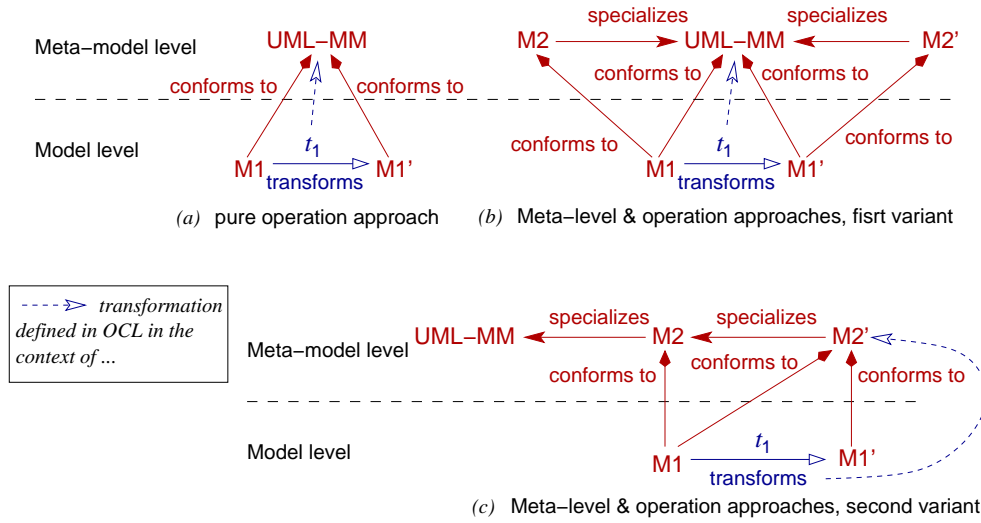 specializes specializes
Meta−model level UML−MM M2 UML−MM M2'
conforms to conforms to conforms to conforms to
conforms to conforms to
Model level t1 t1
M1 M1' M1 M1'
transforms transforms
(a) pure operation approach (b) Meta−level & operation approaches, fisrt variant
transformation
defined in OCL in the
context of ...
specializes specializes
Meta−model level UML−MM M2 M2'
conforms to conforms to conforms to
Model level t1
M1 M1'
transforms
(c) Meta−level & operation approaches, second variant